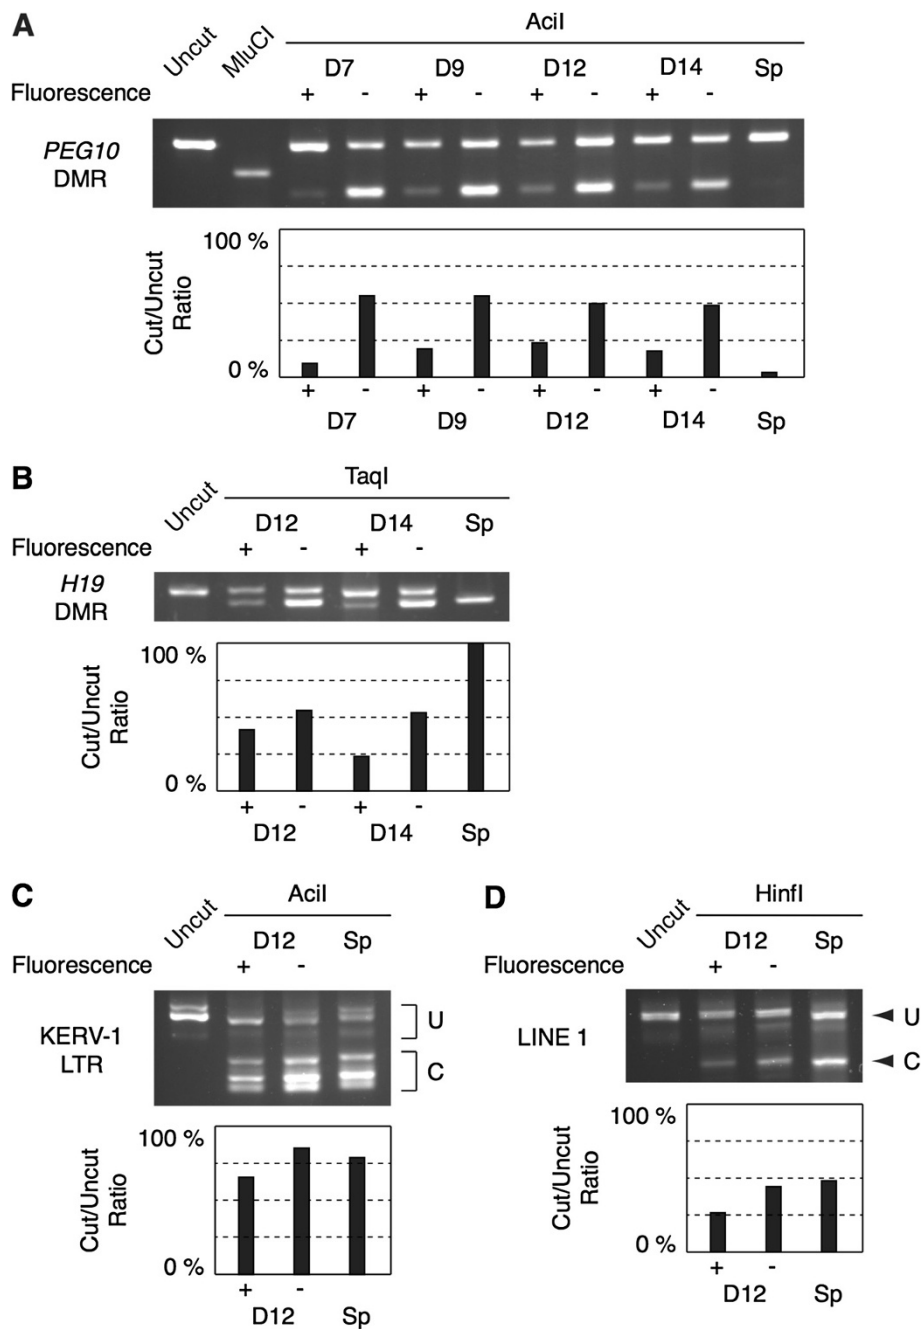 A
AciI
Uncut MluCI D7 D9 D12 D14 Sp
Fluorescence + - + - + - + -
PEG10
DMR
100 %
Cut/Uncut
Ratio
0 %
+ - + - + - + -
D7 D9 D12 D14 Sp
B
TaqI
Uncut D12 D14 Sp
Fluorescence + - + -
H19
DMR
100 %
Cut/Uncut
Ratio
0 %
+ - + -
D12 D14 Sp
C
AciI
Uncut D12 Sp
Fluorescence + -
KERV-1
LTR
U
C
100 %
Cut/Uncut
Ratio
0 %
+ -
D12 Sp
D
HinfI
Uncut D12 Sp
Fluorescence + -
LINE 1
U
C
100 %
Cut/Uncut
Ratio
0 %
+ -
D12 Sp